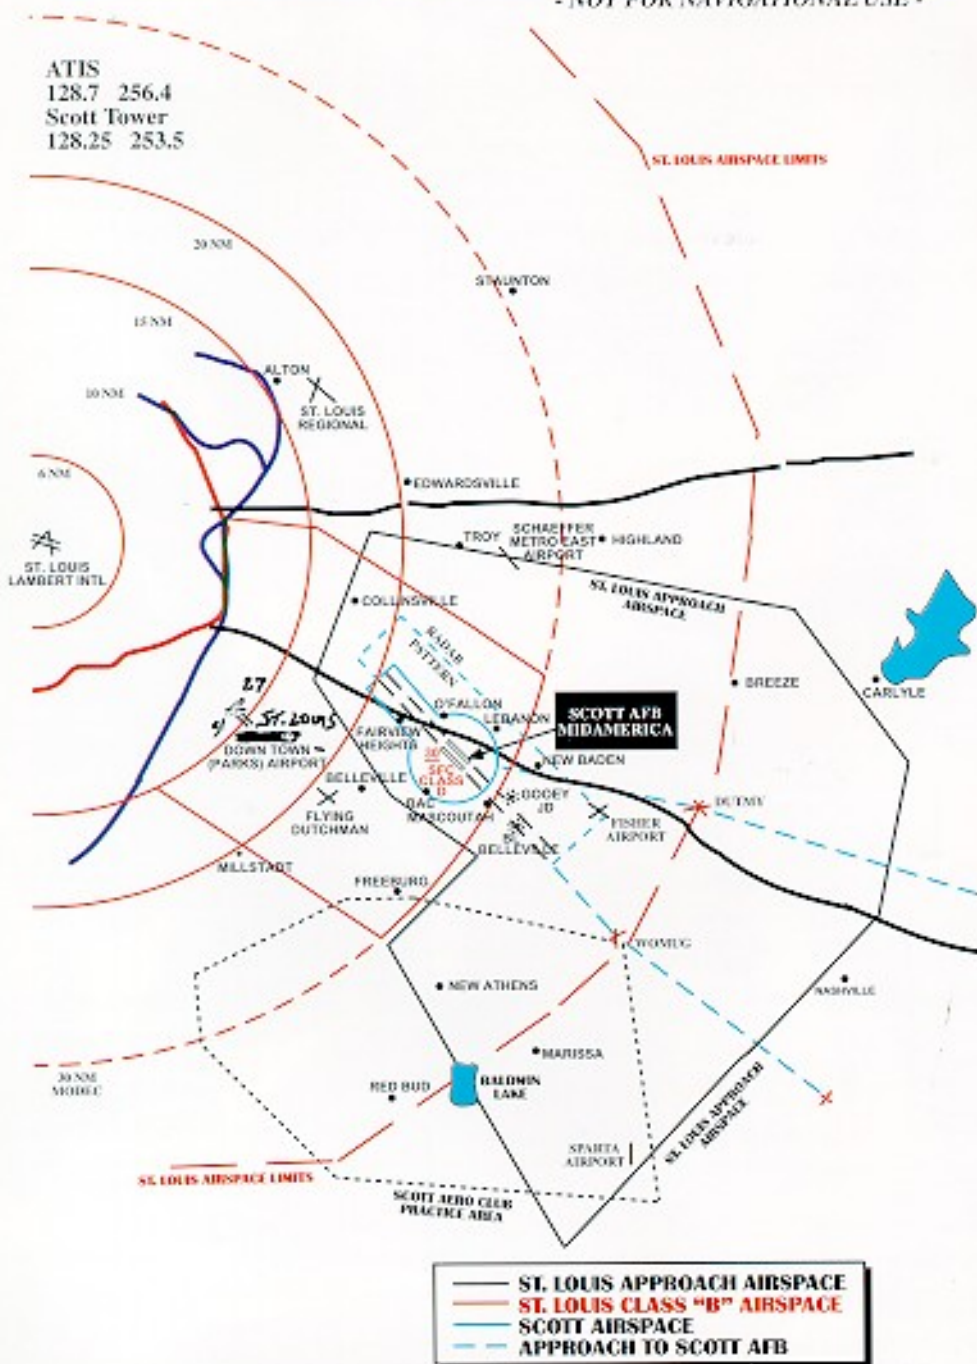 - NOT FOR NAVIGATIONAL USE -
ATIS
128.7 256.4
Scott Tower
128.25 253.5
ST. LOUIS AIRSPACE LIMITS
20 NM
STAUNTON
15 NM
ALTON
10 NM
ST. LOUIS
REGIONAL
6 NM
EDWARDSVILLE
TROY
SCHAEFFER
METRO EAST
AIRPORT
HIGHLAND
ST. LOUIS
LAMBERT INTL
ST. LOUIS APPROACH
AIRSPACE
COLLINSVILLE
RADAR
PATTERN
BREEZE
CARLYLE
27
ST. LOUIS
O'FALLON
LEBANON
SCOTT AFB
MIDAMERICA
FAIRVIEW
HEIGHTS
DOWN TOWN
(PARKS) AIRPORT
30
SFC
CLASS
D
NEW BADEN
BELLEVILLE
BAC
MASCOUTAH
GOOEY
JD
DUTMY
FLYING
DUTCHMAN
FISHER
AIRPORT
BELLEVILLE
MILLSTADT
FREEBURG
WOMUG
NEW ATHENS
NASHVILLE
MARISSA
30 NM
MODEC
RED BUD
BALDWIN
LAKE
ST. LOUIS APPROACH
AIRSPACE
SPARTA
AIRPORT
ST. LOUIS AIRSPACE LIMITS
SCOTT AERO CLUB
PRACTICE AREA
ST. LOUIS APPROACH AIRSPACE
ST. LOUIS CLASS "B" AIRSPACE
SCOTT AIRSPACE
APPROACH TO SCOTT AFB